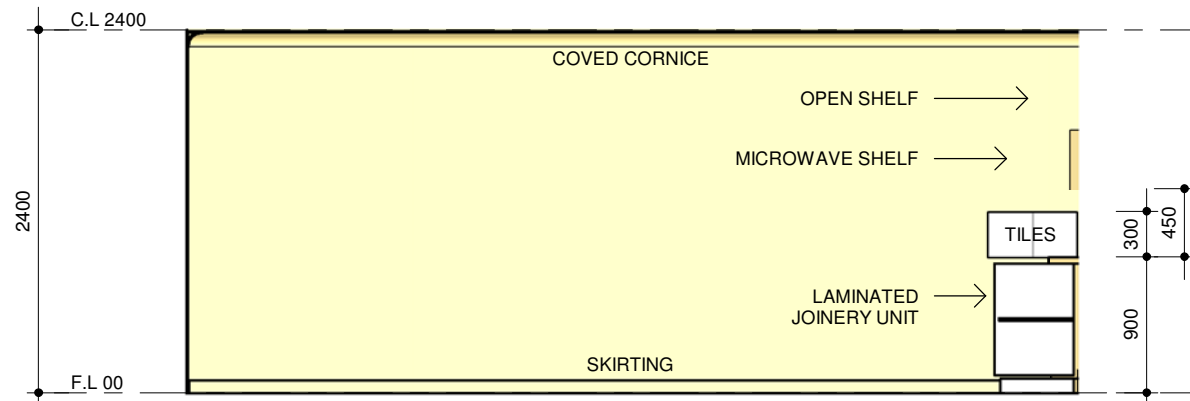 C.L 2400
COVED CORNICE
OPEN SHELF
MICROWAVE SHELF
2400
300
450
TILES
LAMINATED
JOINERY UNIT
900
SKIRTING
F.L 00